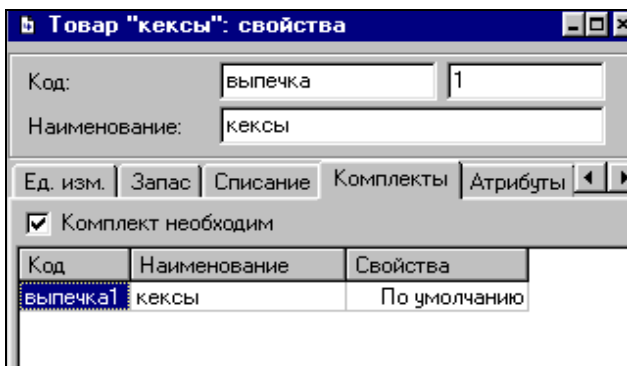 Товар "кексы": свойства
Код: выпечка 1
Наименование: кексы
Ед. изм. Запас Списание Комплекты Атрибуты
Комплект необходим
Код Наименование Свойства
выпечка1 кексы По умолчанию